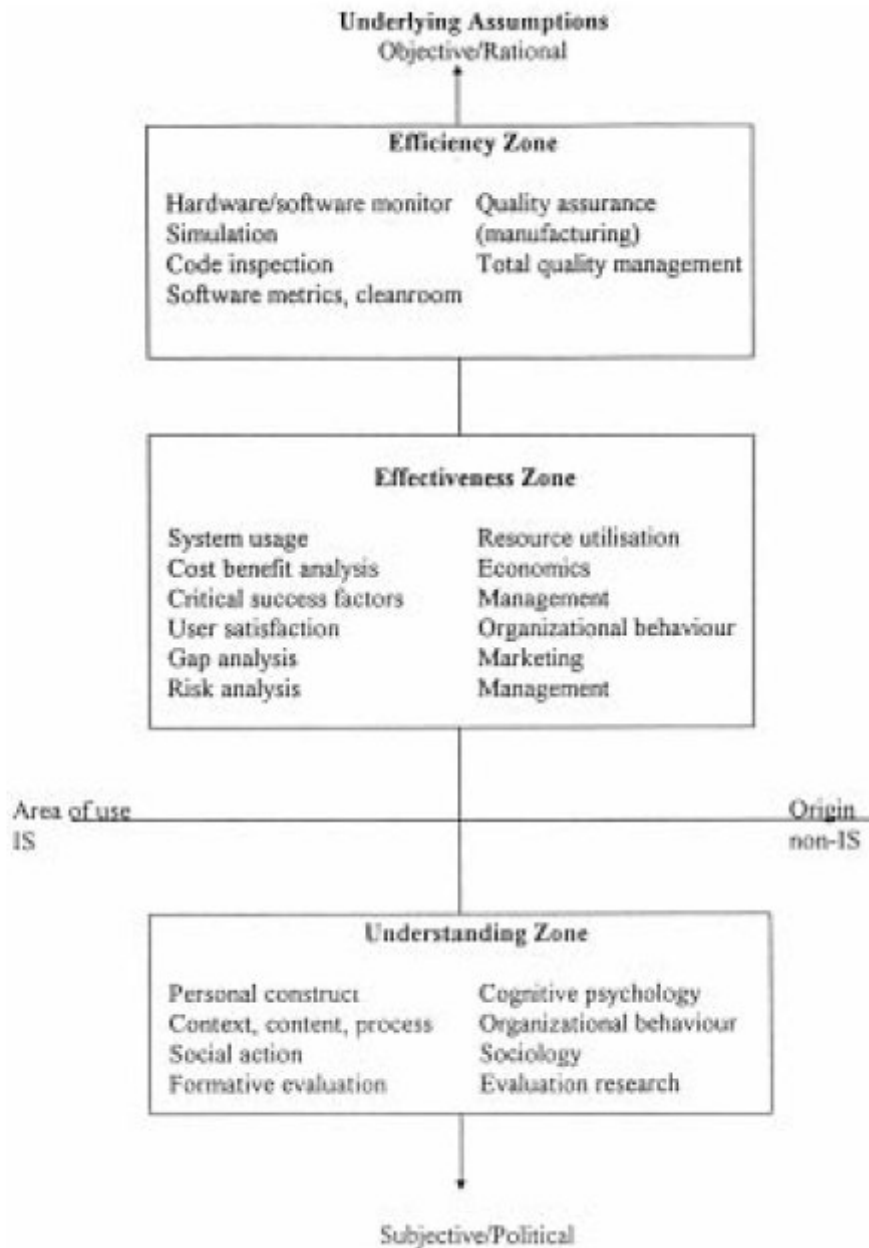 Underlying Assumptions
Objective/Rational
Efficiency Zone
Hardware/software monitor Quality assurance
Simulation (manufacturing)
Code inspection Total quality management
Software metrics, cleanroom
Effectiveness Zone
System usage Resource utilisation
Cost benefit analysis Economics
Critical success factors Management
User satisfaction Organizational behaviour
Gap analysis Marketing
Risk analysis Management
Area of use Origin
IS non-IS
Understanding Zone
Personal construct Cognitive psychology
Context, content, process Organizational behaviour
Social action Sociology
Formative evaluation Evaluation research
Subjective/Political